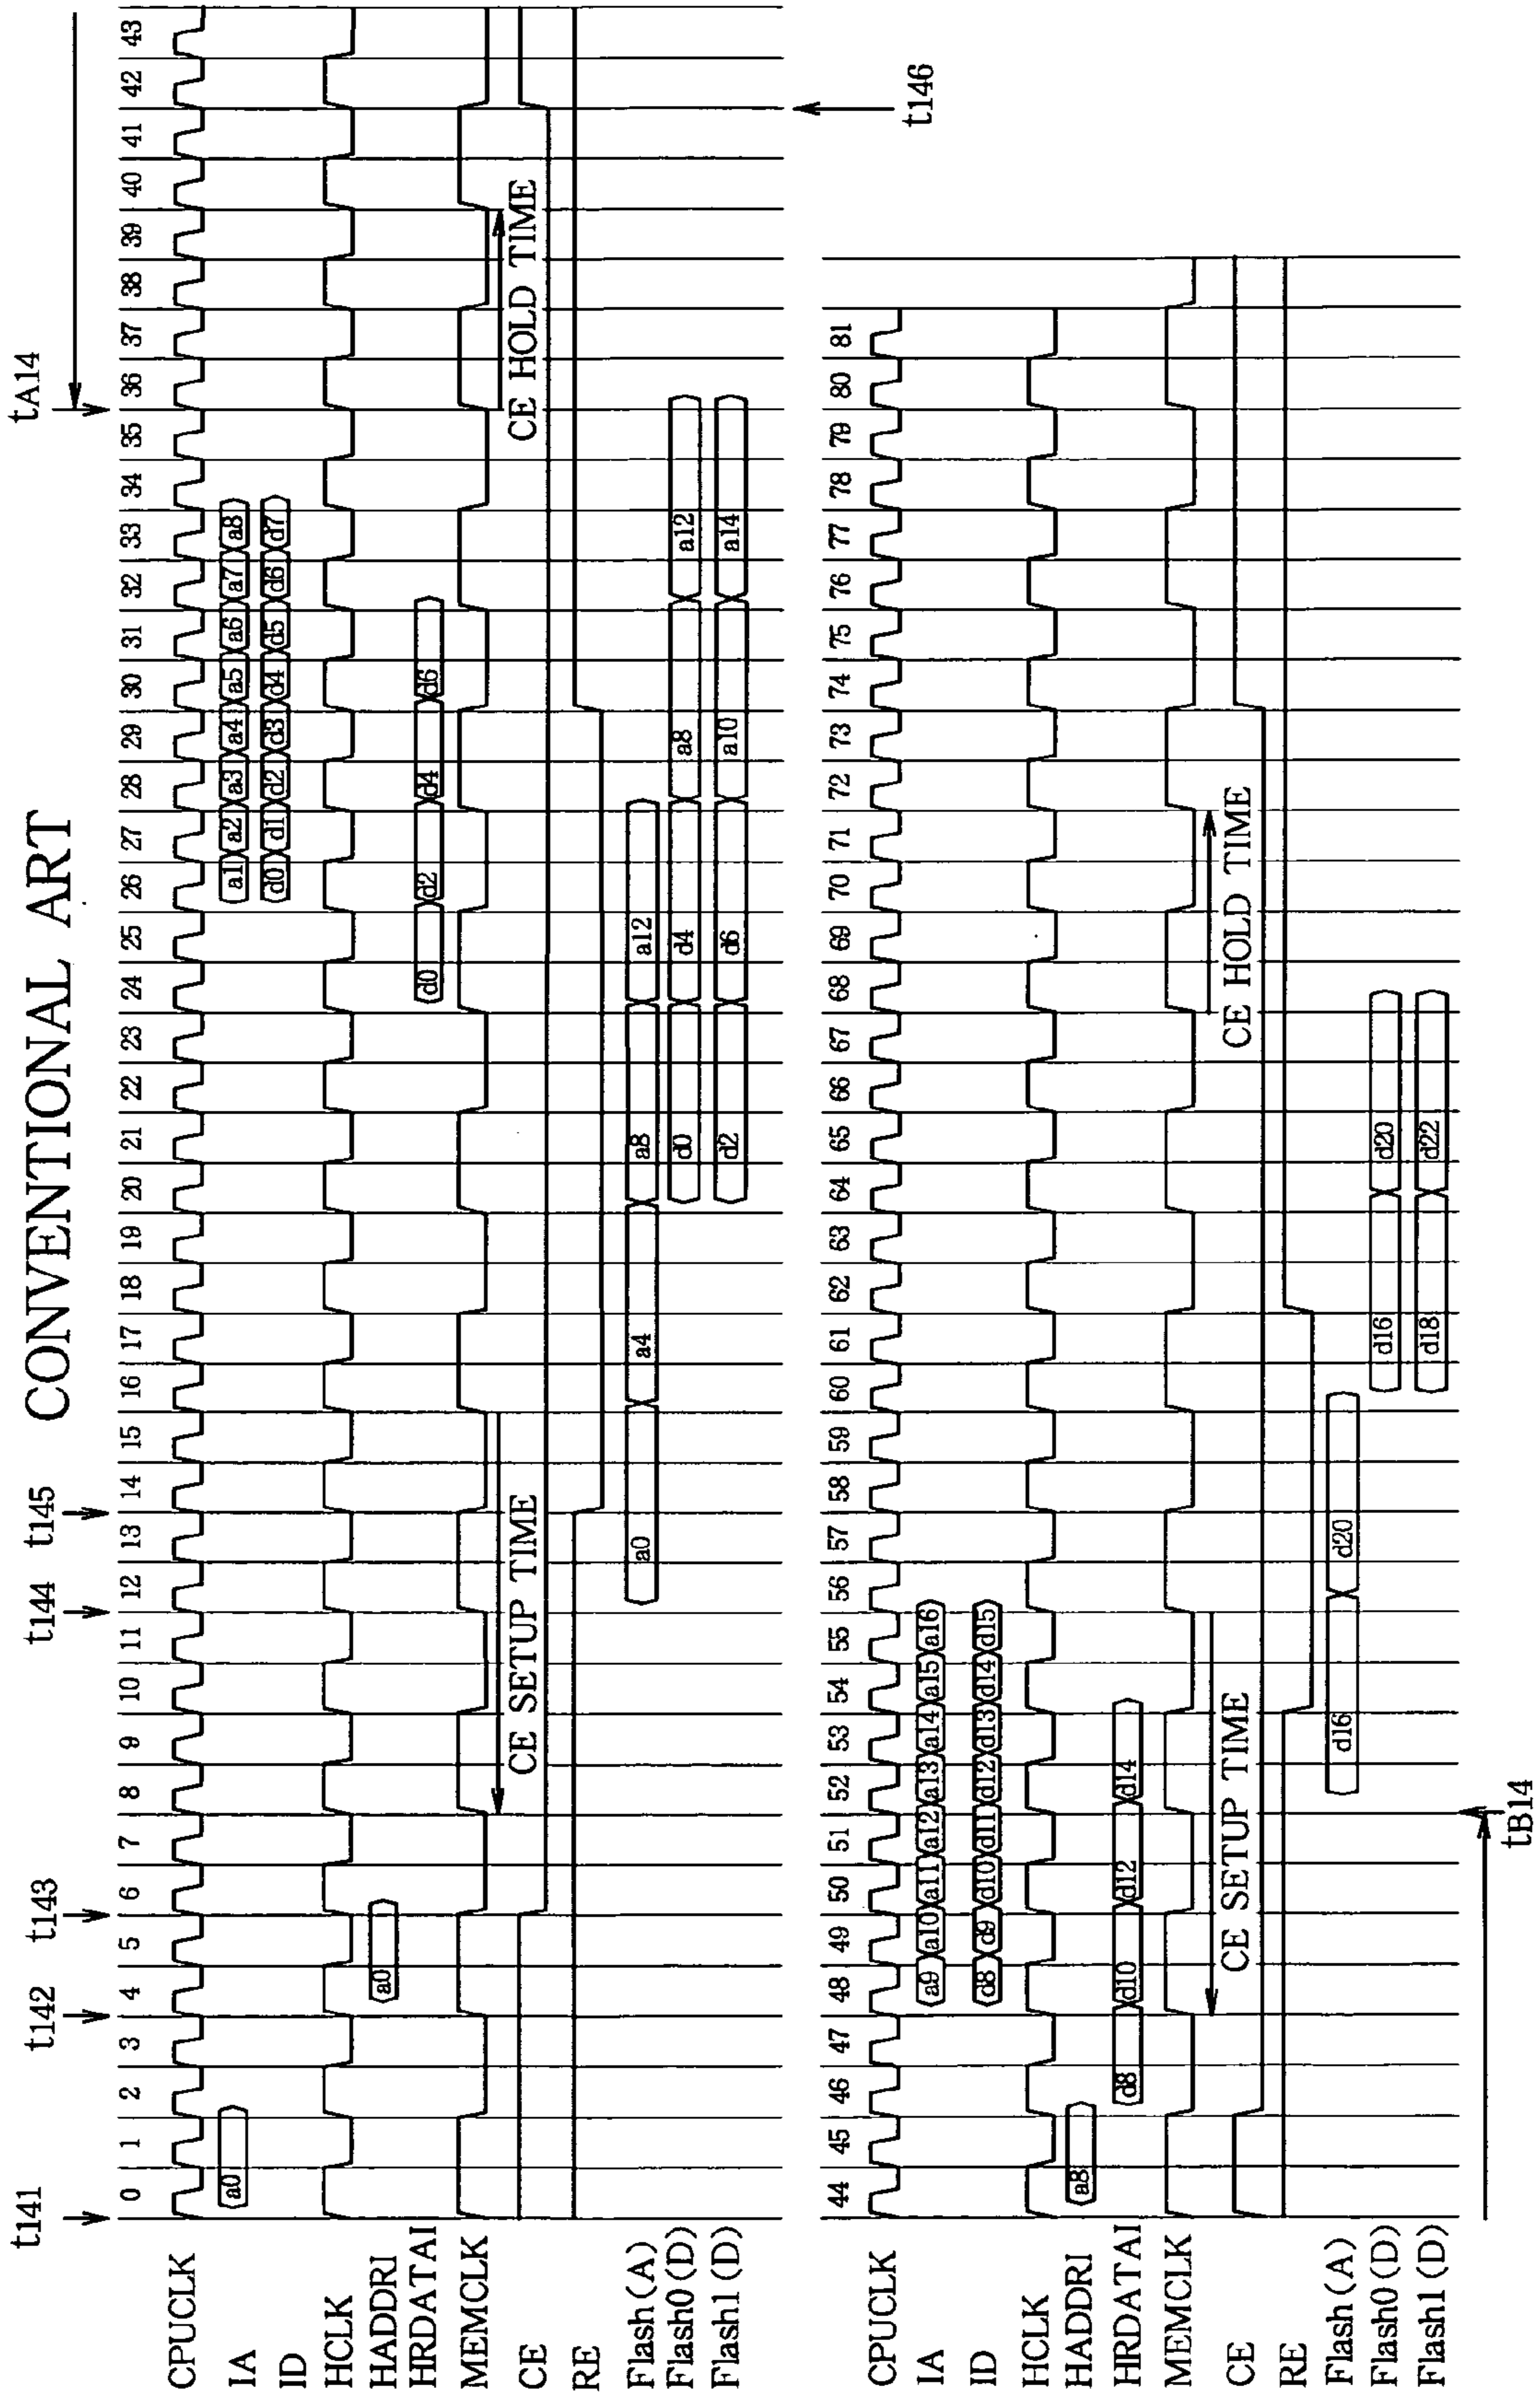 CONVENTIONAL ART
t141 t142 t143 t144 t145 tA14
0 1 2 3 4 5 6 7 8 9 10 11 12 13 14 15 16 17 18 19 20 21 22 23 24 25 26 27 28 29 30 31 32 33 34 35 36 37 38 39 40 41 42 43
CPUCLK
IA a0 a1 a2 a3 a4 a5 a6 a7 a8
ID d0 d1 d2 d3 d4 d5 d6 d7
HCLK
HADDRI a0
HRDATAI d0 d2 d4 d6
MEMCLK
CE CE SETUP TIME CE HOLD TIME
RE
Flash(A) a0 a4 a8 a12
Flash0(D) d0 d4 a8 a12
Flash1(D) d2 d6 a10 a14
t146
44 45 46 47 48 49 50 51 52 53 54 55 56 57 58 59 60 61 62 63 64 65 66 67 68 69 70 71 72 73 74 75 76 77 78 79 80 81
CPUCLK
IA a9 a10 a11 a12 a13 a14 a15 a16
ID d8 d9 d10 d11 d12 d13 d14 d15
HCLK
HADDRI a8
HRDATAI d8 d10 d12 d14
MEMCLK
CE CE SETUP TIME CE HOLD TIME
RE
Flash(A) d16 d20
Flash0(D) d16 d20
Flash1(D) d18 d22
tB14